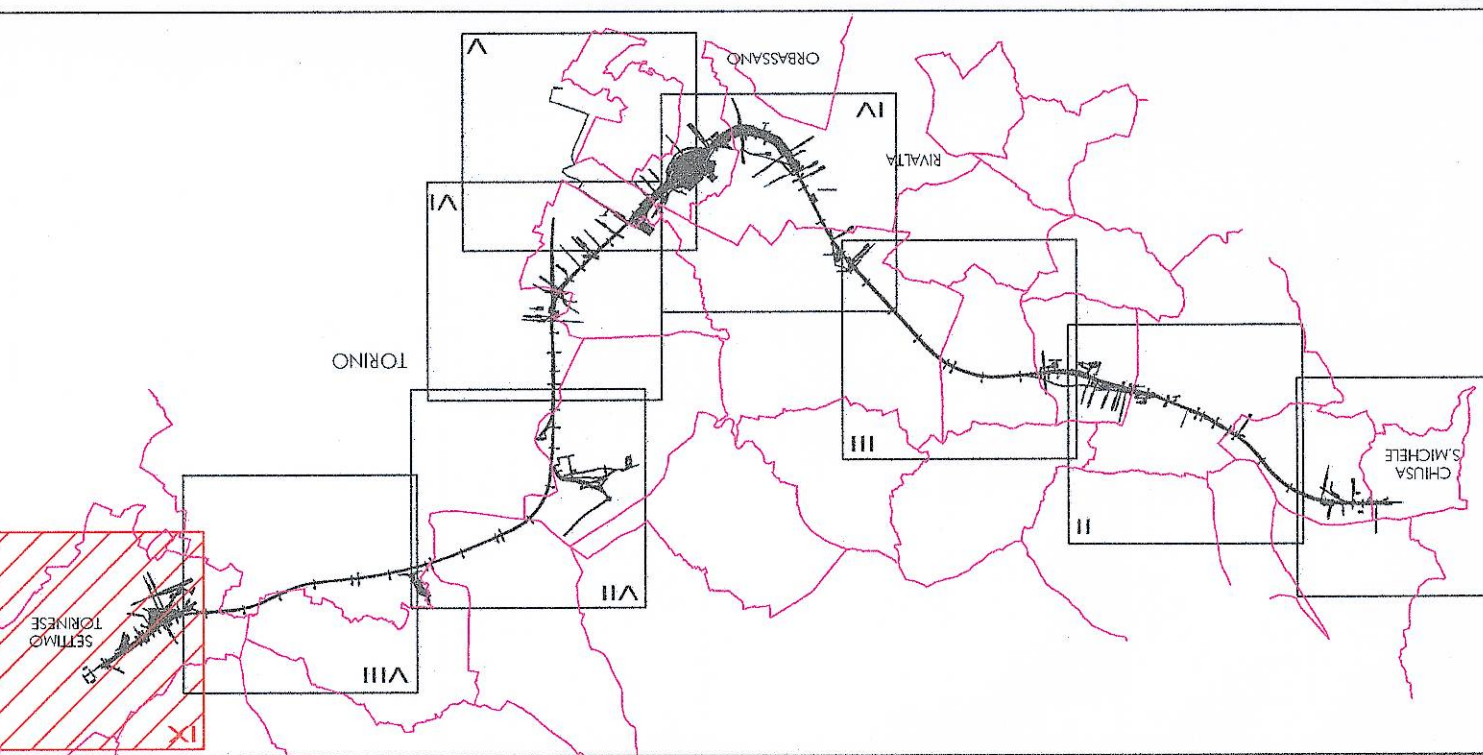 CHIUSA
S.MICHELE
II
III
RIVALTA
IV
ORBASSANO
V
VI
TORINO
VII
VIII
SETTIMO
TORINESE
IX